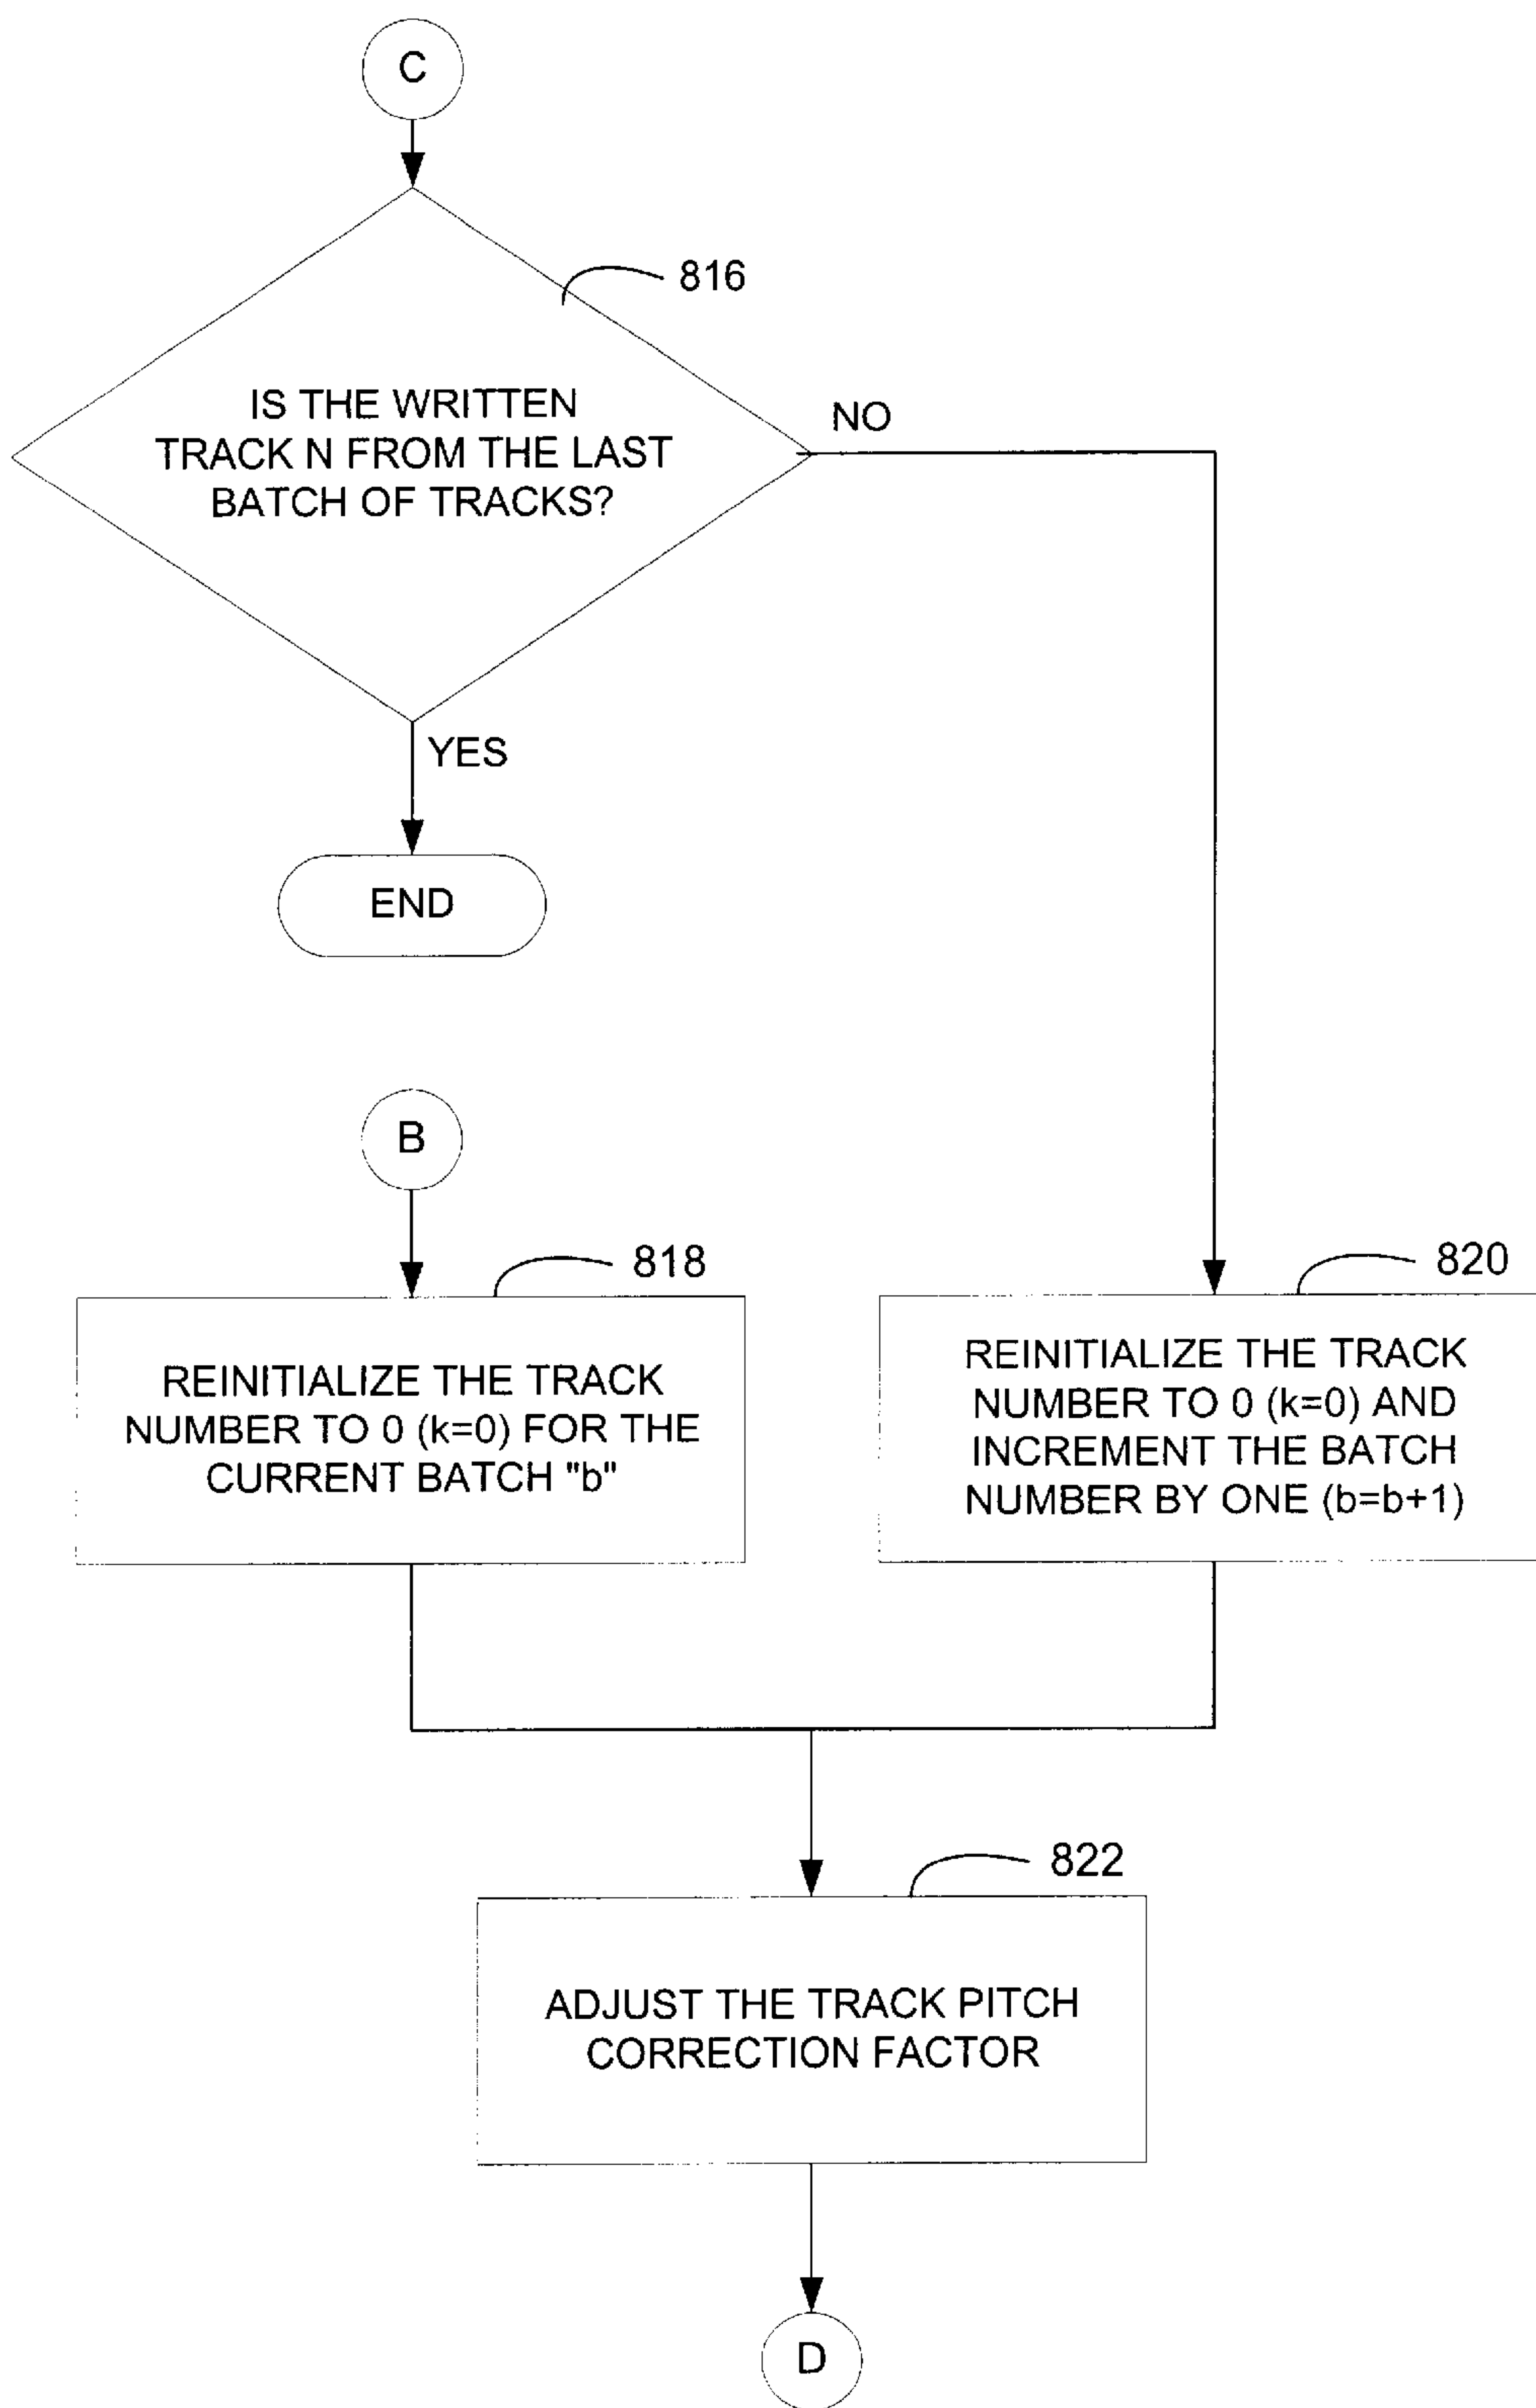 C
816
IS THE WRITTEN
TRACK N FROM THE LAST
BATCH OF TRACKS?
NO
YES
END
B
818
820
REINITIALIZE THE TRACK
NUMBER TO 0 (k=0) FOR THE
CURRENT BATCH "b"
REINITIALIZE THE TRACK
NUMBER TO 0 (k=0) AND
INCREMENT THE BATCH
NUMBER BY ONE (b=b+1)
822
ADJUST THE TRACK PITCH
CORRECTION FACTOR
D